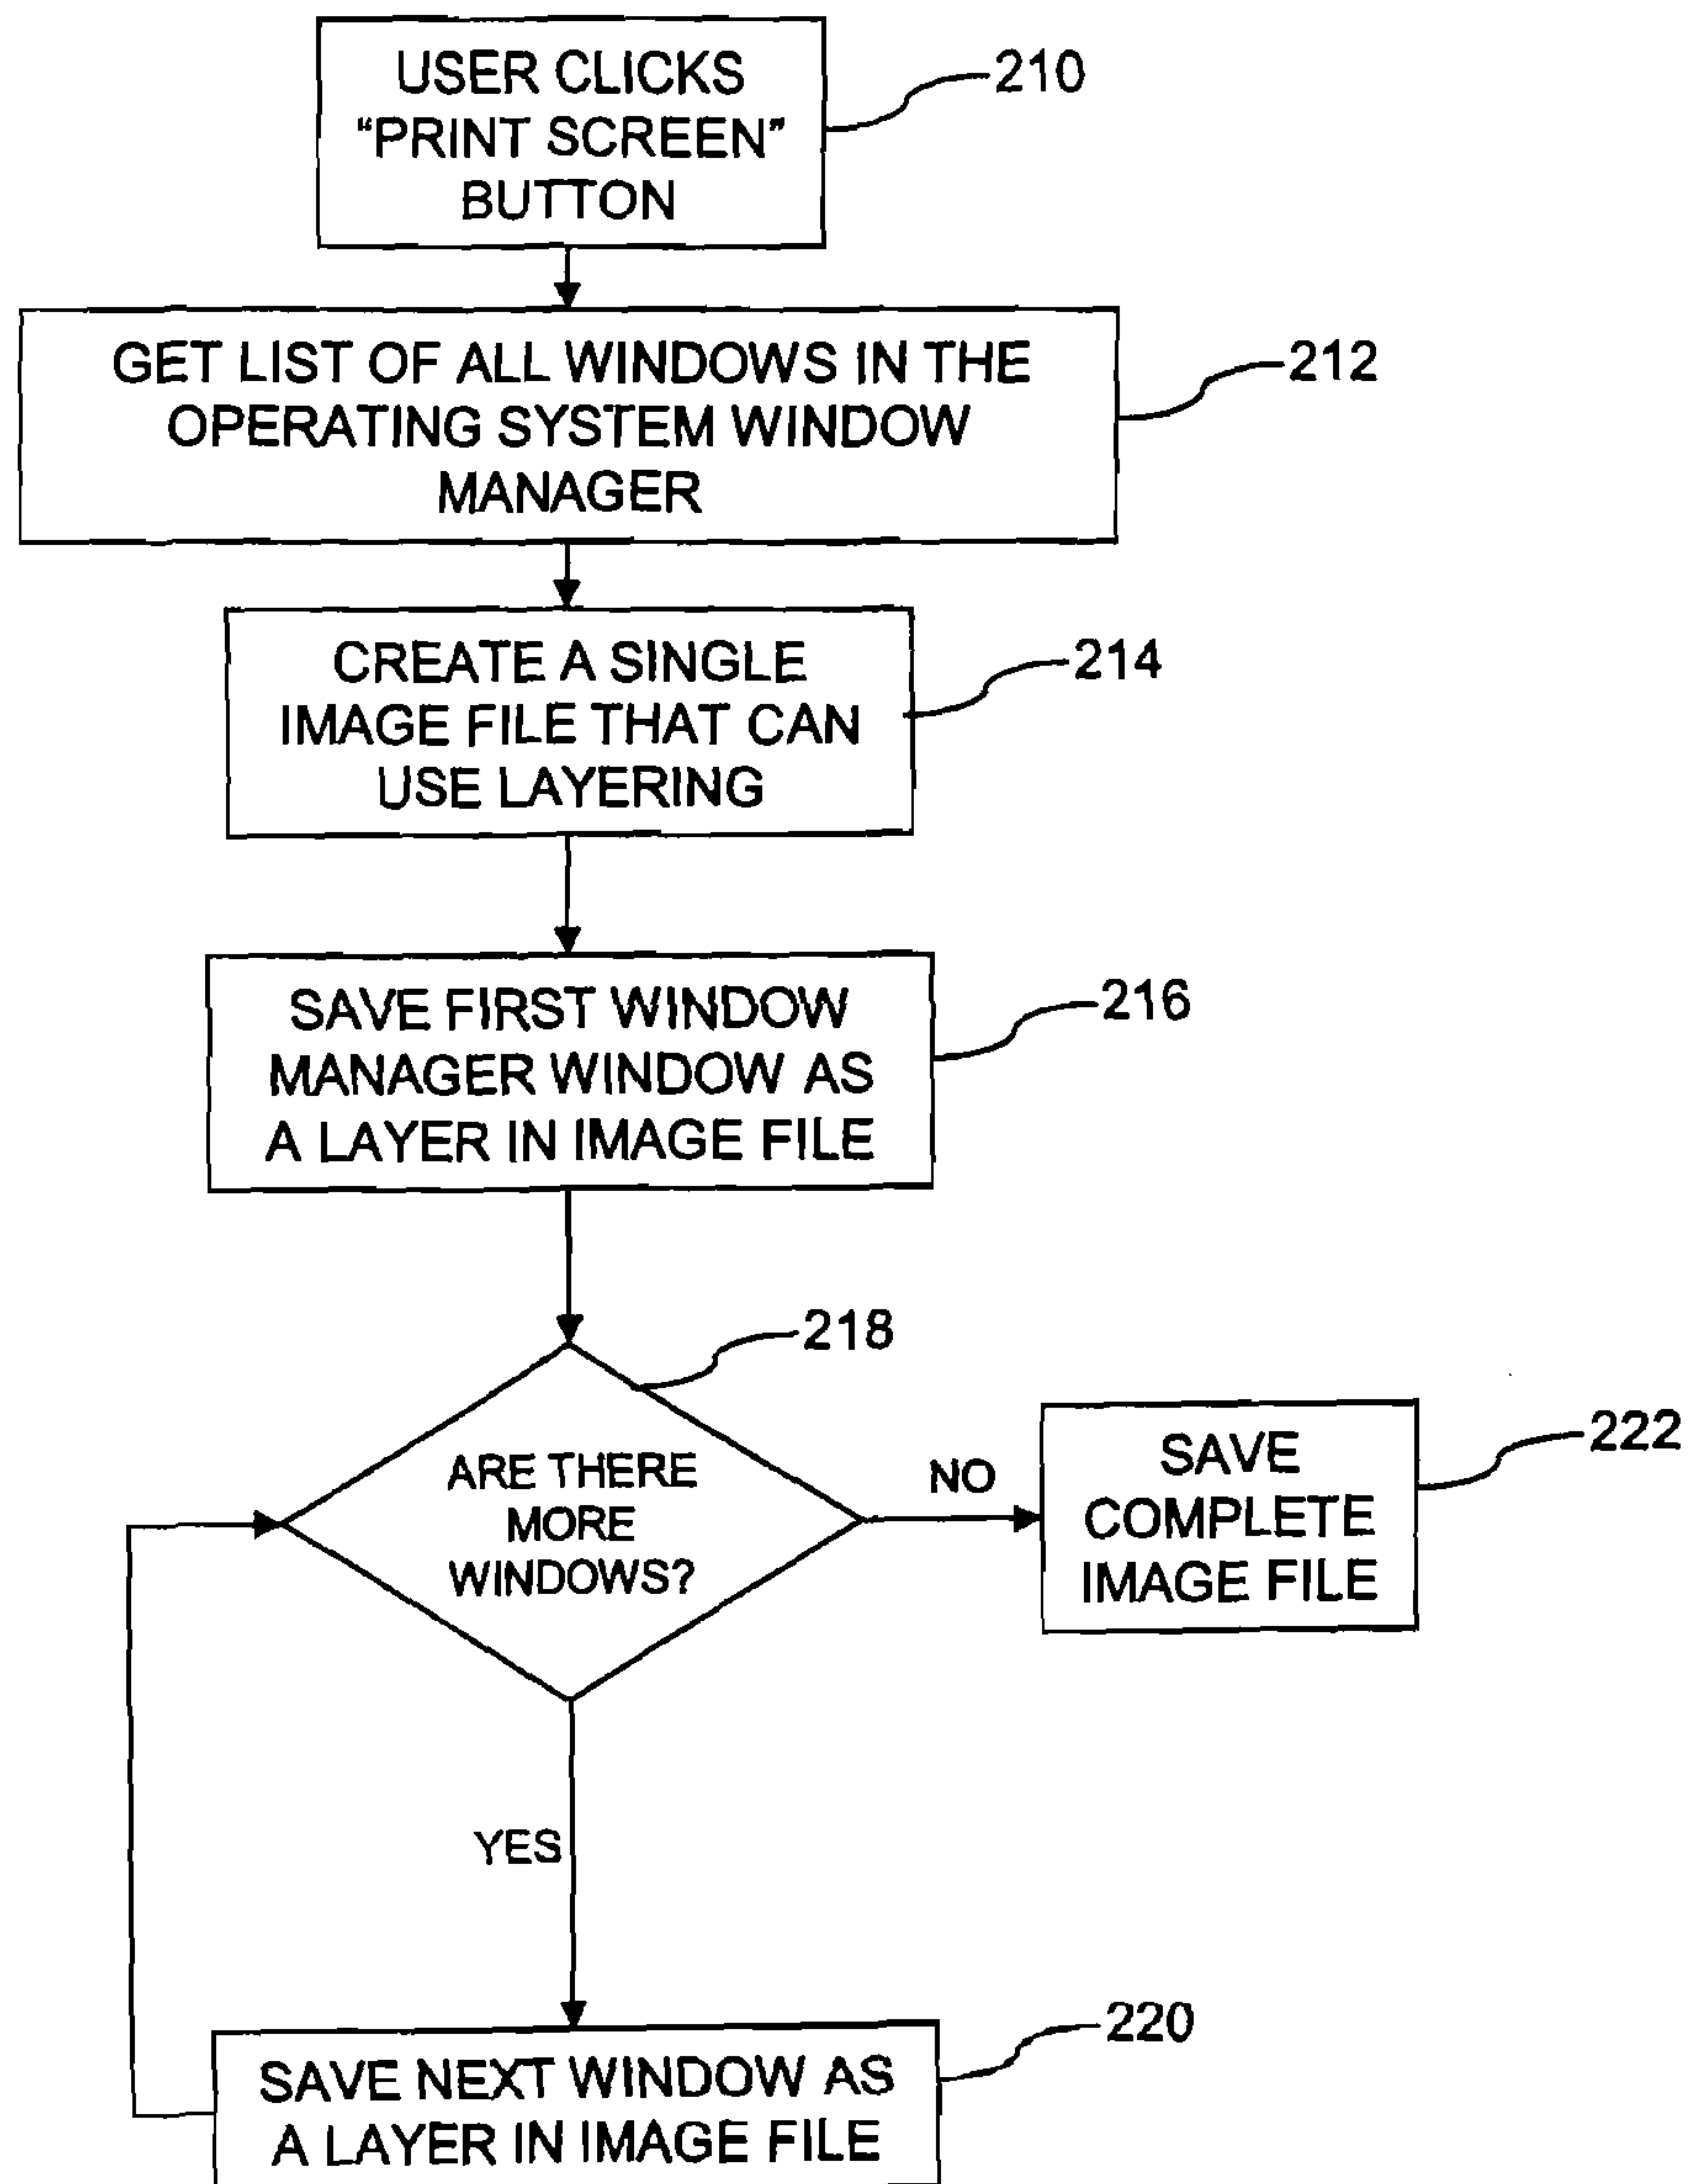 USER CLICKS
“PRINT SCREEN”
BUTTON
210
GET LIST OF ALL WINDOWS IN THE
OPERATING SYSTEM WINDOW
MANAGER
212
CREATE A SINGLE
IMAGE FILE THAT CAN
USE LAYERING
214
SAVE FIRST WINDOW
MANAGER WINDOW AS
A LAYER IN IMAGE FILE
216
218
ARE THERE
MORE
WINDOWS?
NO
SAVE
COMPLETE
IMAGE FILE
222
YES
220
SAVE NEXT WINDOW AS
A LAYER IN IMAGE FILE